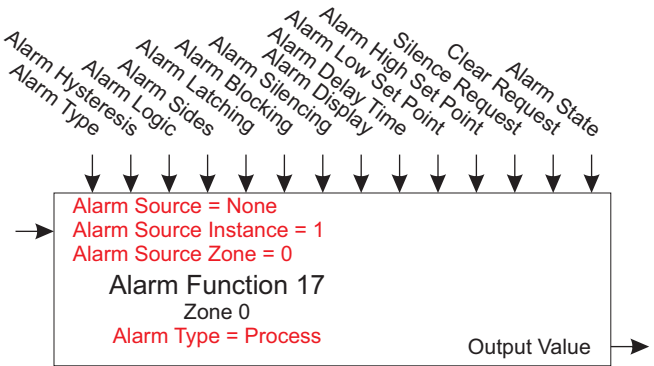 Alarm Type
Alarm Hysteresis
Alarm Logic
Alarm Sides
Alarm Latching
Alarm Blocking
Alarm Silencing
Alarm Display
Alarm Delay Time
Alarm Low Set Point
Alarm High Set Point
Silence Request
Clear Request
Alarm State
Alarm Source = None
Alarm Source Instance = 1
Alarm Source Zone = 0
Alarm Function 17
Zone 0
Alarm Type = Process
Output Value